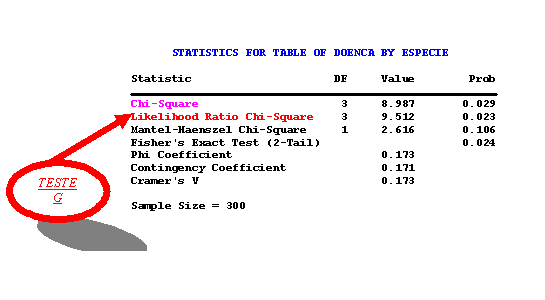 STATISTICS FOR TABLE OF DOENCA BY ESPECIE
Statistic DF Value Prob
Chi-Square 3 8.987 0.029
Likelihood Ratio Chi-Square 3 9.512 0.023
Mantel-Haenszel Chi-Square 1 2.616 0.106
Fisher's Exact Test (2-Tail) 0.024
Phi Coefficient 0.173
Contingency Coefficient 0.171
Cramer's V 0.173
Sample Size = 300
TESTE
G